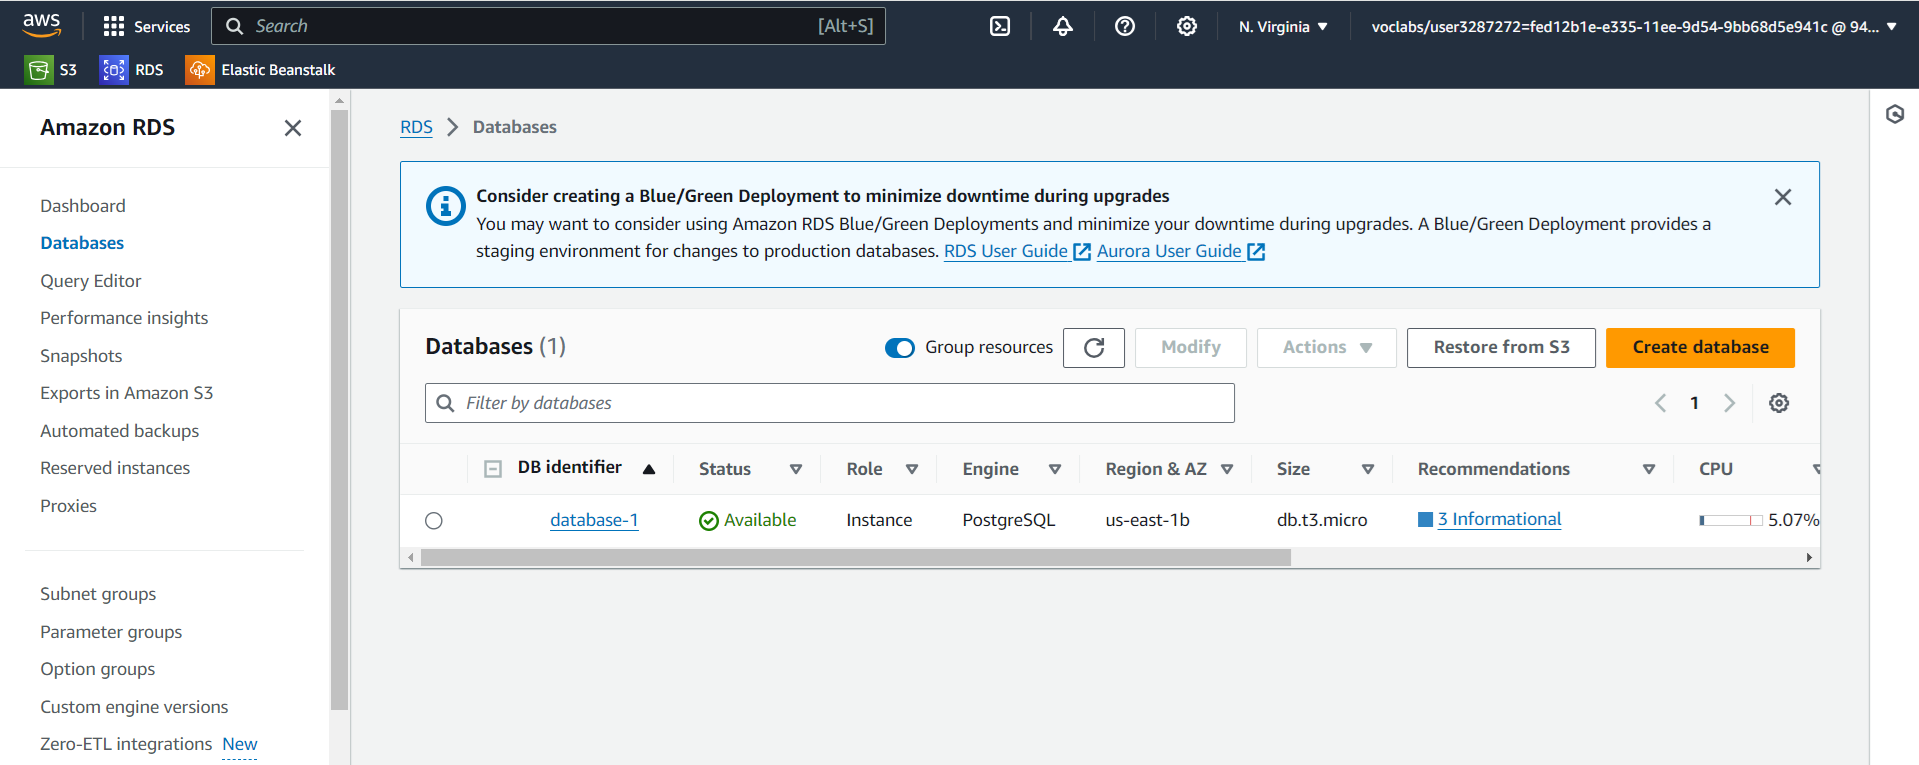 aws
Services
Search
[Alt+S]
N. Virginia
voclabs/user3287272=fed12b1e-e335-11ee-9d54-9bb68d5e941c @ 94...
S3
RDS
Elastic Beanstalk
Amazon RDS
Dashboard
Databases
Query Editor
Performance insights
Snapshots
Exports in Amazon S3
Automated backups
Reserved instances
Proxies
Subnet groups
Parameter groups
Option groups
Custom engine versions
Zero-ETL integrations New
RDS > Databases
Consider creating a Blue/Green Deployment to minimize downtime during upgrades
You may want to consider using Amazon RDS Blue/Green Deployments and minimize your downtime during upgrades. A Blue/Green Deployment provides a
staging environment for changes to production databases. RDS User Guide Aurora User Guide
Databases (1)
Group resources
Modify
Actions
Restore from S3
Create database
Filter by databases
1
DB identifier Status Role Engine Region & AZ Size Recommendations CPU
database-1 Available Instance PostgreSQL us-east-1b db.t3.micro 3 Informational 5.07%